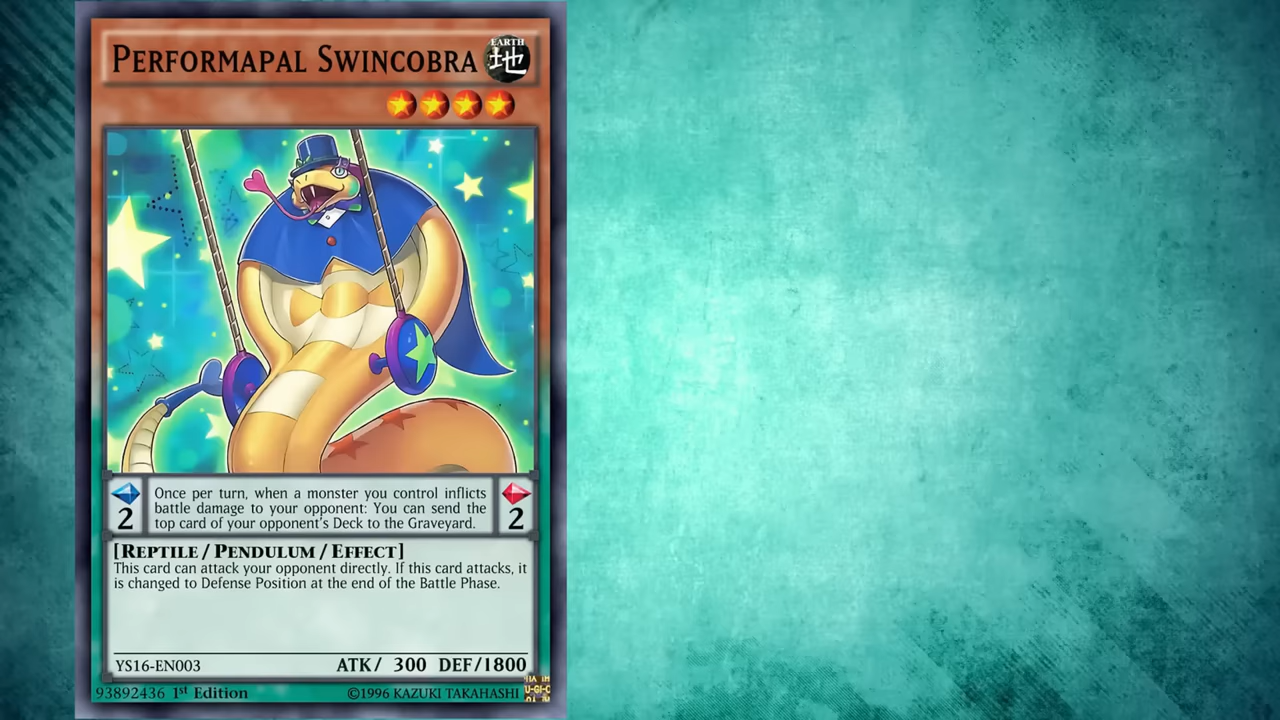 PERFORMAPAL SWINCOBRA
EARTH
地
Once per turn, when a monster you control inflicts
battle damage to your opponent: You can send the
top card of your opponent's Deck to the Graveyard.
2
2
[REPTILE / PENDULUM / EFFECT]
This card can attack your opponent directly. If this card attacks, it
is changed to Defense Position at the end of the Battle Phase.
YS16-EN003
ATK/ 300 DEF/1800
93892436 1st Edition
©1996 KAZUKI TAKAHASHI